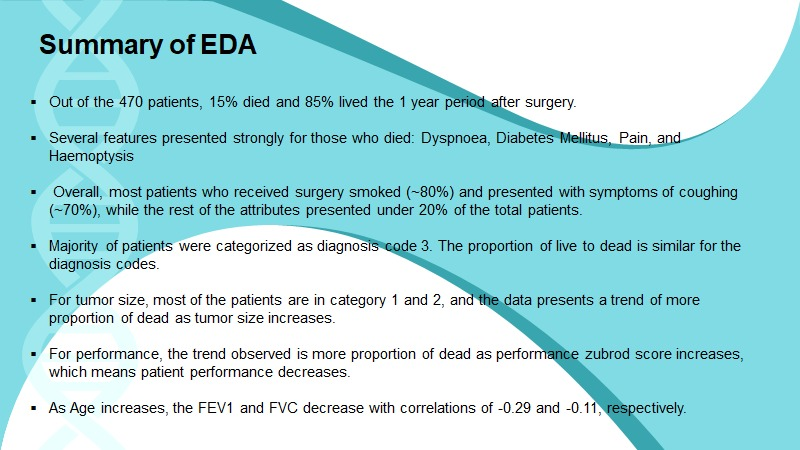 Summary of EDA
▪ Out of the 470 patients, 15% died and 85% lived the 1 year period after surgery.
▪ Several features presented strongly for those who died: Dyspnoea, Diabetes Mellitus, Pain, and
Haemoptysis
▪ Overall, most patients who received surgery smoked (~80%) and presented with symptoms of coughing
(~70%), while the rest of the attributes presented under 20% of the total patients.
▪ Majority of patients were categorized as diagnosis code 3. The proportion of live to dead is similar for the
diagnosis codes.
▪ For tumor size, most of the patients are in category 1 and 2, and the data presents a trend of more
proportion of dead as tumor size increases.
▪ For performance, the trend observed is more proportion of dead as performance zubrod score increases,
which means patient performance decreases.
▪ As Age increases, the FEV1 and FVC decrease with correlations of -0.29 and -0.11, respectively.